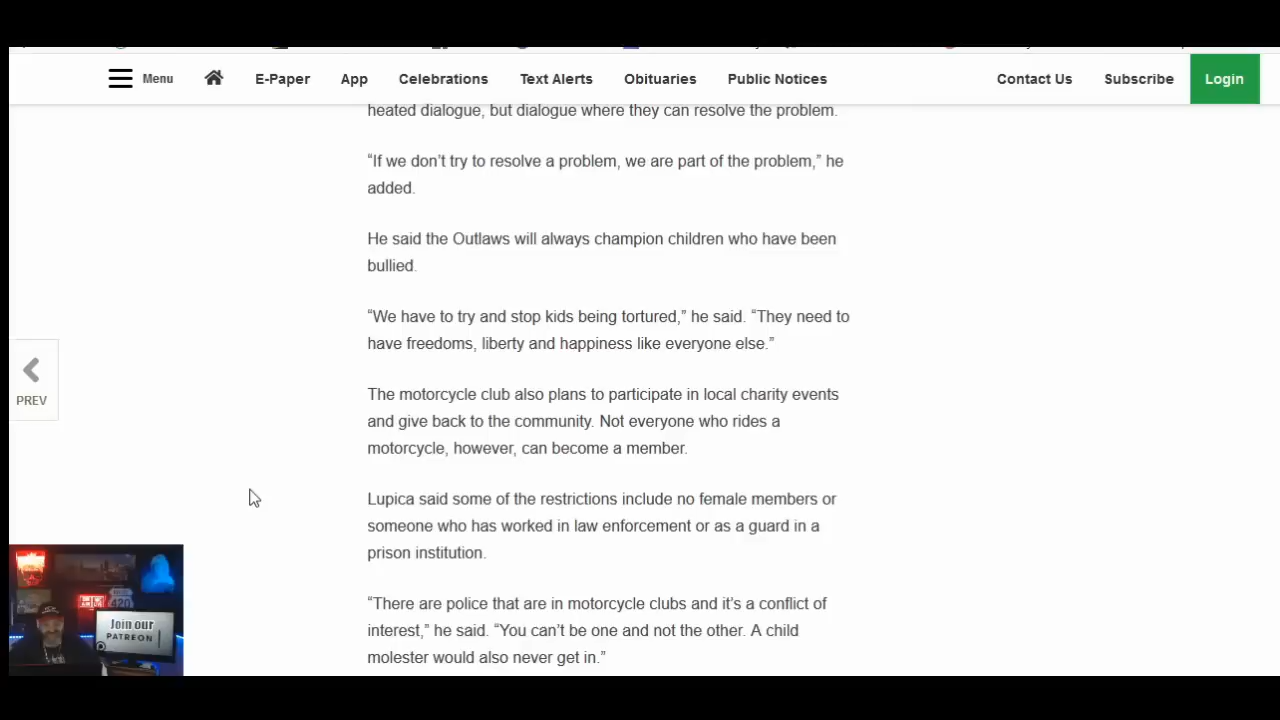 Menu
E-Paper
App
Celebrations
Text Alerts
Obituaries
Public Notices
Contact Us
Subscribe
Login
heated dialogue, but dialogue where they can resolve the problem.
“If we don’t try to resolve a problem, we are part of the problem,” he
added.
He said the Outlaws will always champion children who have been
bullied.
“We have to try and stop kids being tortured,” he said. “They need to
have freedoms, liberty and happiness like everyone else.”
The motorcycle club also plans to participate in local charity events
and give back to the community. Not everyone who rides a
motorcycle, however, can become a member.
Lupica said some of the restrictions include no female members or
someone who has worked in law enforcement or as a guard in a
prison institution.
“There are police that are in motorcycle clubs and it’s a conflict of
interest,” he said. “You can’t be one and not the other. A child
molester would also never get in.”
PREV
420
Join our
PATREON